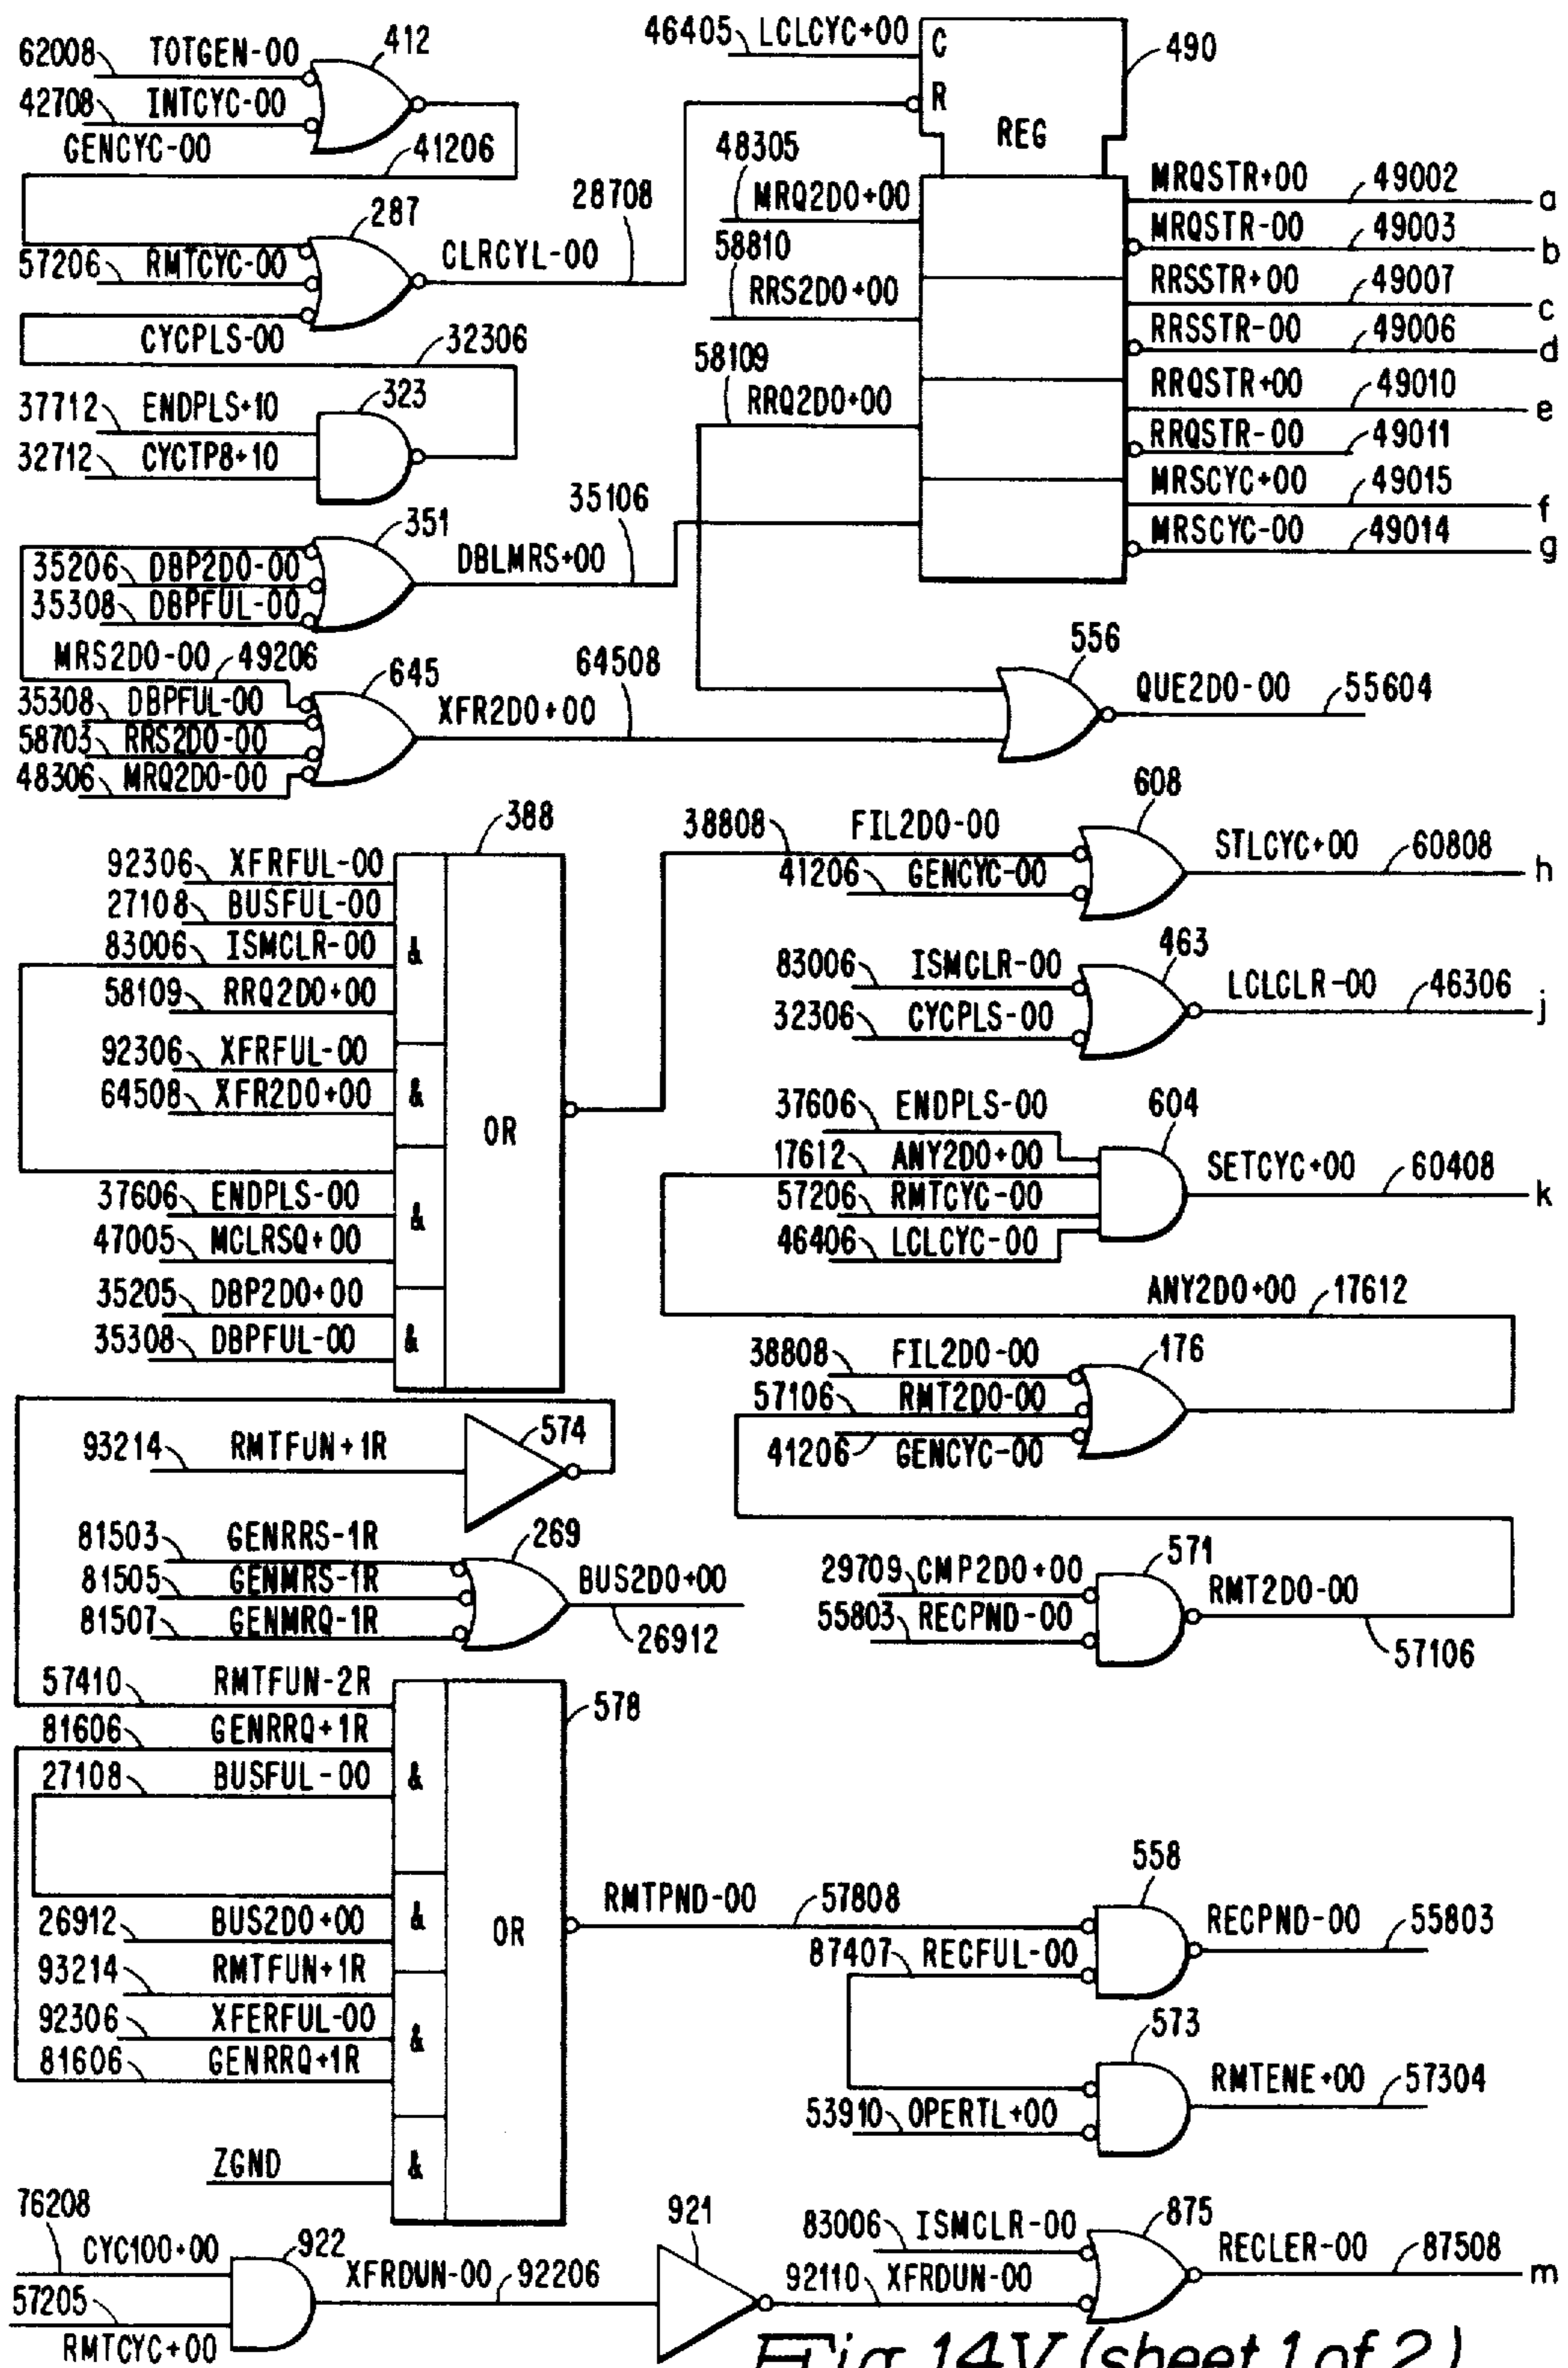 62008 TOTGEN-00 412
42708 INTCYC-00
GENCYC-00 41206
287
57206 RMTCYC-00 CLRCYL-00 28708
CYCPLS-00 32306
37712 ENDPLS+10 323
32712 CYCTP8+10
351
35206 DBP2D0-00 DBLMRS+00 35106
35308 DBPFUL-00
MRS2D0-00 49206
35308 DBPFUL-00 645 XFR2D0+00 64508
58703 RRS2D0-00
48306 MRQ2D0-00
46405 LCLCYC+00 C 490
R
REG
48305 MRQ2D0+00
58810 RRS2D0+00
58109 RRQ2D0+00
MRQSTR+00 49002 a
MRQSTR-00 49003 b
RRSSTR+00 49007 c
RRSSTR-00 49006 d
RRQSTR+00 49010 e
RRQSTR-00 49011
MRSCYC+00 49015 f
MRSCYC-00 49014 g
556
QUE2D0-00 55604
388
92306 XFRFUL-00
27108 BUSFUL-00
83006 ISMCLR-00 &
58109 RRQ2D0+00
92306 XFRFUL-00
64508 XFR2D0+00 &
OR
37606 ENDPLS-00 &
47005 MCLRSQ+00
35205 DBP2D0+00
35308 DBPFUL-00 &
608
38808 FIL2D0-00
41206 GENCYC-00 STLCYC+00 60808 h
463
83006 ISMCLR-00
32306 CYCPLS-00 LCLCLR-00 46306 j
37606 ENDPLS-00 604
17612 ANY2D0+00
57206 RMTCYC-00 SETCYC+00 60408 k
46406 LCLCYC-00
ANY2D0+00 17612
38808 FIL2D0-00 176
57106 RMT2D0-00
41206 GENCYC-00
93214 RMTFUN+1R 574
81503 GENRRS-1R 269
81505 GENMRS-1R BUS2D0+00
81507 GENMRQ-1R 26912
29709 CMP2D0+00 571
55803 RECPND-00 RMT2D0-00
57106
57410 RMTFUN-2R 578
81606 GENRRQ+1R
27108 BUSFUL-00 &
26912 BUS2D0+00 &
OR
93214 RMTFUN+1R
92306 XFERFUL-00 &
81606 GENRRQ+1R
ZGND &
RMTPND-00 57808 558
87407 RECFUL-00 RECPND-00 55803
573
53910 OPERTL+00 RMTENE+00 57304
76208 CYC100+00 922
57205 RMTCYC+00
XFRDUN-00 92206 921
83006 ISMCLR-00 875
92110 XFRDUN-00 RECLER-00 87508 m
Fig. 14V (sheet 1 of 2)